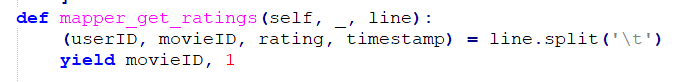 def mapper_get_ratings(self, _, line):
    (userID, movieID, rating, timestamp) = line.split('\t')
    yield movieID, 1